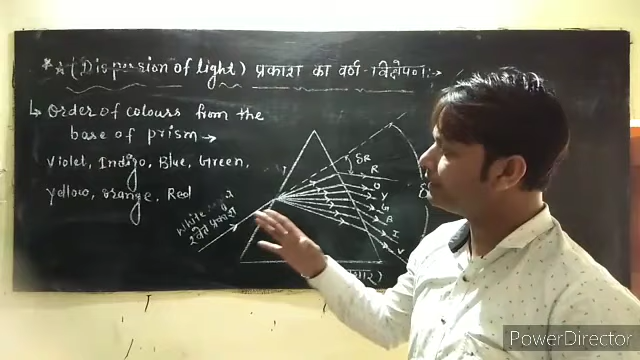 ** (Dispersion of light) प्रकाश का वर्ण-विक्षेपण:→
↳ Order of colours from the
base of prism →
Violet, Indigo, Blue, Green,
yellow, orange, Red
White
श्वेत प्रकाश
δR
R
O
Y
G
B
I
V
PowerDirector